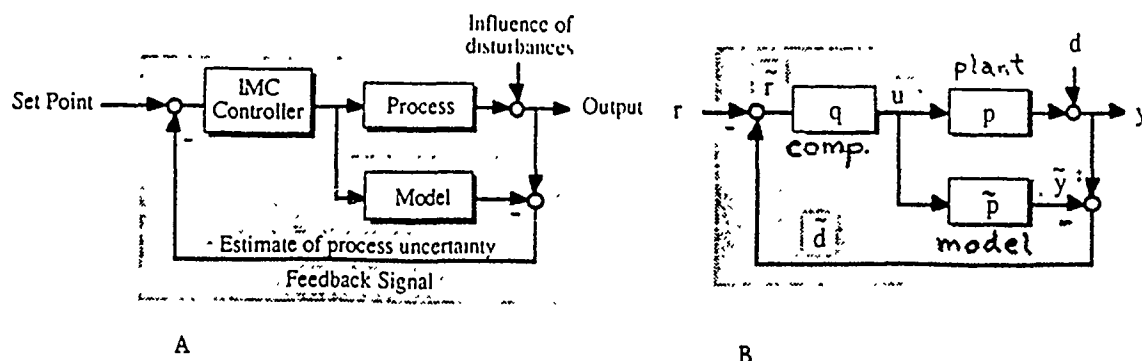 Influence of
disturbances
IMC
Controller
Set Point
Process
Output
-
Model
-
Estimate of process uncertainty
Feedback Signal
A
d
plant
r̃
u
r
q
p
y
-
comp.
ỹ
p̃
-
d̃
model
B